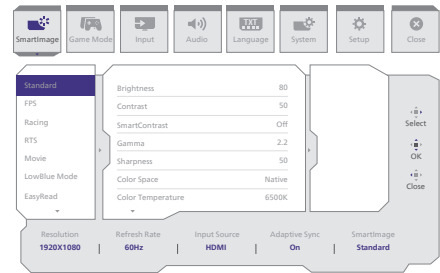 SmartImage
Game Mode
Input
Audio
TXT
Language
System
Setup
Close
Standard
FPS
Racing
RTS
Movie
LowBlue Mode
EasyRead
Brightness 80
Contrast 50
SmartContrast Off
Gamma 2.2
Sharpness 50
Color Space Native
Color Temperature 6500K
Select
OK
Close
Resolution Refresh Rate Input Source Adaptive Sync SmartImage
1920X1080 | 60Hz | HDMI | On | Standard